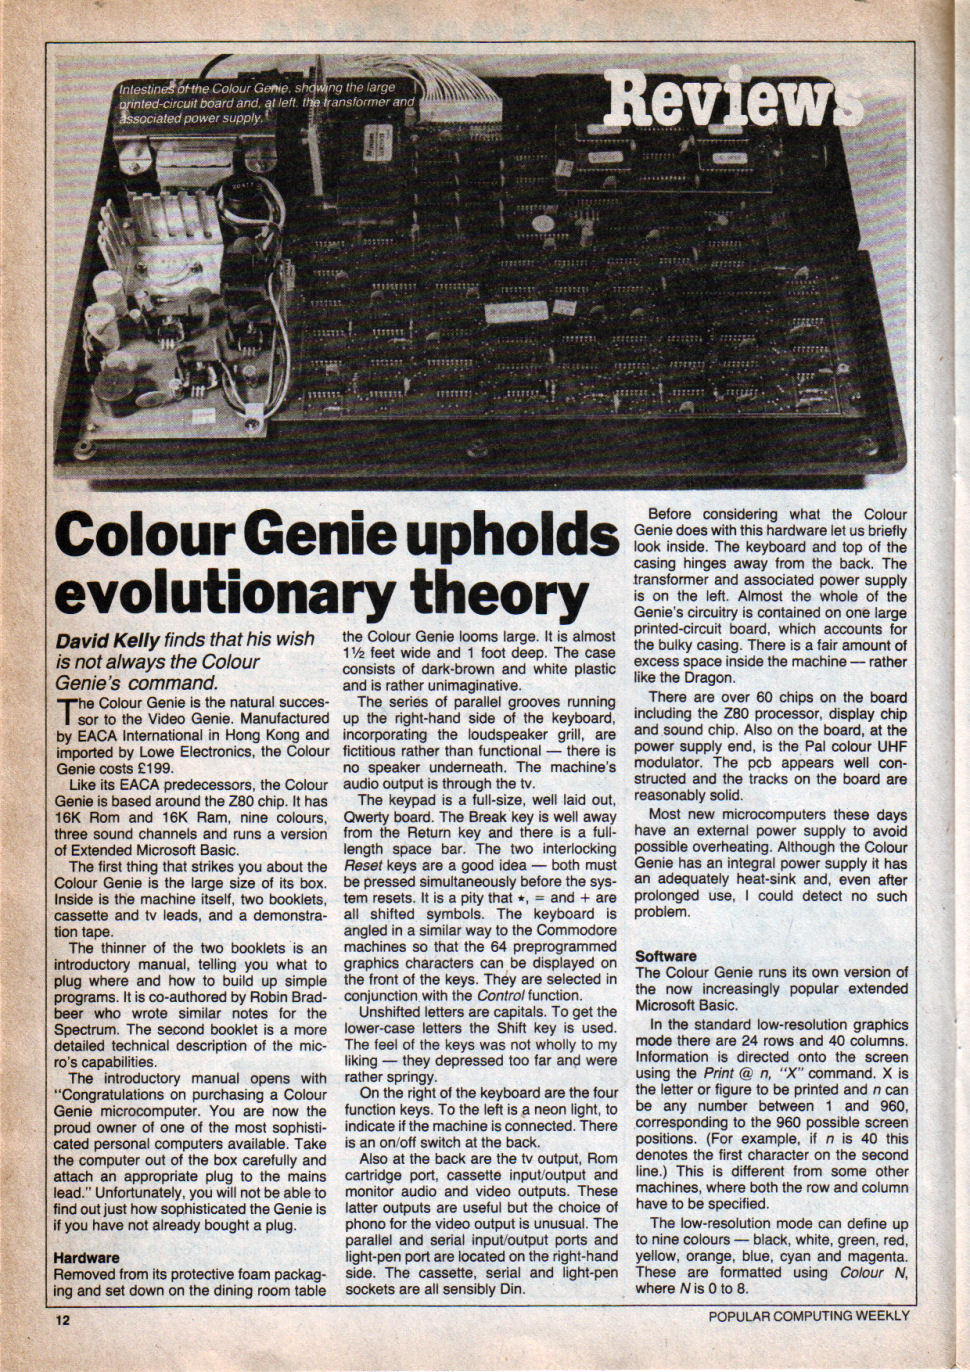 Intestines of the Colour Genie, showing the large
printed-circuit board and, at left, the transformer and
associated power supply.
Reviews
Colour Genie upholds
evolutionary theory
David Kelly finds that his wish
is not always the Colour
Genie's command.
The Colour Genie is the natural succes-
sor to the Video Genie. Manufactured
by EACA International in Hong Kong and
imported by Lowe Electronics, the Colour
Genie costs £199.
Like its EACA predecessors, the Colour
Genie is based around the Z80 chip. It has
16K Rom and 16K Ram, nine colours,
three sound channels and runs a version
of Extended Microsoft Basic.
The first thing that strikes you about the
Colour Genie is the large size of its box.
Inside is the machine itself, two booklets,
cassette and tv leads, and a demonstra-
tion tape.
The thinner of the two booklets is an
introductory manual, telling you what to
plug where and how to build up simple
programs. It is co-authored by Robin Brad-
beer who wrote similar notes for the
Spectrum. The second booklet is a more
detailed technical description of the mic-
ro's capabilities.
The introductory manual opens with
"Congratulations on purchasing a Colour
Genie microcomputer. You are now the
proud owner of one of the most sophisti-
cated personal computers available. Take
the computer out of the box carefully and
attach an appropriate plug to the mains
lead." Unfortunately, you will not be able to
find out just how sophisticated the Genie is
if you have not already bought a plug.
Hardware
Removed from its protective foam packag-
ing and set down on the dining room table
the Colour Genie looms large. It is almost
1½ feet wide and 1 foot deep. The case
consists of dark-brown and white plastic
and is rather unimaginative.
The series of parallel grooves running
up the right-hand side of the keyboard,
incorporating the loudspeaker grill, are
fictitious rather than functional — there is
no speaker underneath. The machine's
audio output is through the tv.
The keypad is a full-size, well laid out,
Qwerty board. The Break key is well away
from the Return key and there is a full-
length space bar. The two interlocking
Reset keys are a good idea — both must
be pressed simultaneously before the sys-
tem resets. It is a pity that ★, = and + are
all shifted symbols. The keyboard is
angled in a similar way to the Commodore
machines so that the 64 preprogrammed
graphics characters can be displayed on
the front of the keys. They are selected in
conjunction with the Control function.
Unshifted letters are capitals. To get the
lower-case letters the Shift key is used.
The feel of the keys was not wholly to my
liking — they depressed too far and were
rather springy.
On the right of the keyboard are the four
function keys. To the left is a neon light, to
indicate if the machine is connected. There
is an on/off switch at the back.
Also at the back are the tv output, Rom
cartridge port, cassette input/output and
monitor audio and video outputs. These
latter outputs are useful but the choice of
phono for the video output is unusual. The
parallel and serial input/output ports and
light-pen port are located on the right-hand
side. The cassette, serial and light-pen
sockets are all sensibly Din.
Before considering what the Colour
Genie does with this hardware let us briefly
look inside. The keyboard and top of the
casing hinges away from the back. The
transformer and associated power supply
is on the left. Almost the whole of the
Genie's circuitry is contained on one large
printed-circuit board, which accounts for
the bulky casing. There is a fair amount of
excess space inside the machine — rather
like the Dragon.
There are over 60 chips on the board
including the Z80 processor, display chip
and sound chip. Also on the board, at the
power supply end, is the Pal colour UHF
modulator. The pcb appears well con-
structed and the tracks on the board are
reasonably solid.
Most new microcomputers these days
have an external power supply to avoid
possible overheating. Although the Colour
Genie has an integral power supply it has
an adequately heat-sink and, even after
prolonged use, I could detect no such
problem.
Software
The Colour Genie runs its own version of
the now increasingly popular extended
Microsoft Basic.
In the standard low-resolution graphics
mode there are 24 rows and 40 columns.
Information is directed onto the screen
using the Print @ n, "X" command. X is
the letter or figure to be printed and n can
be any number between 1 and 960,
corresponding to the 960 possible screen
positions. (For example, if n is 40 this
denotes the first character on the second
line.) This is different from some other
machines, where both the row and column
have to be specified.
The low-resolution mode can define up
to nine colours — black, white, green, red,
yellow, orange, blue, cyan and magenta.
These are formatted using Colour N,
where N is 0 to 8.
12
POPULAR COMPUTING WEEKLY